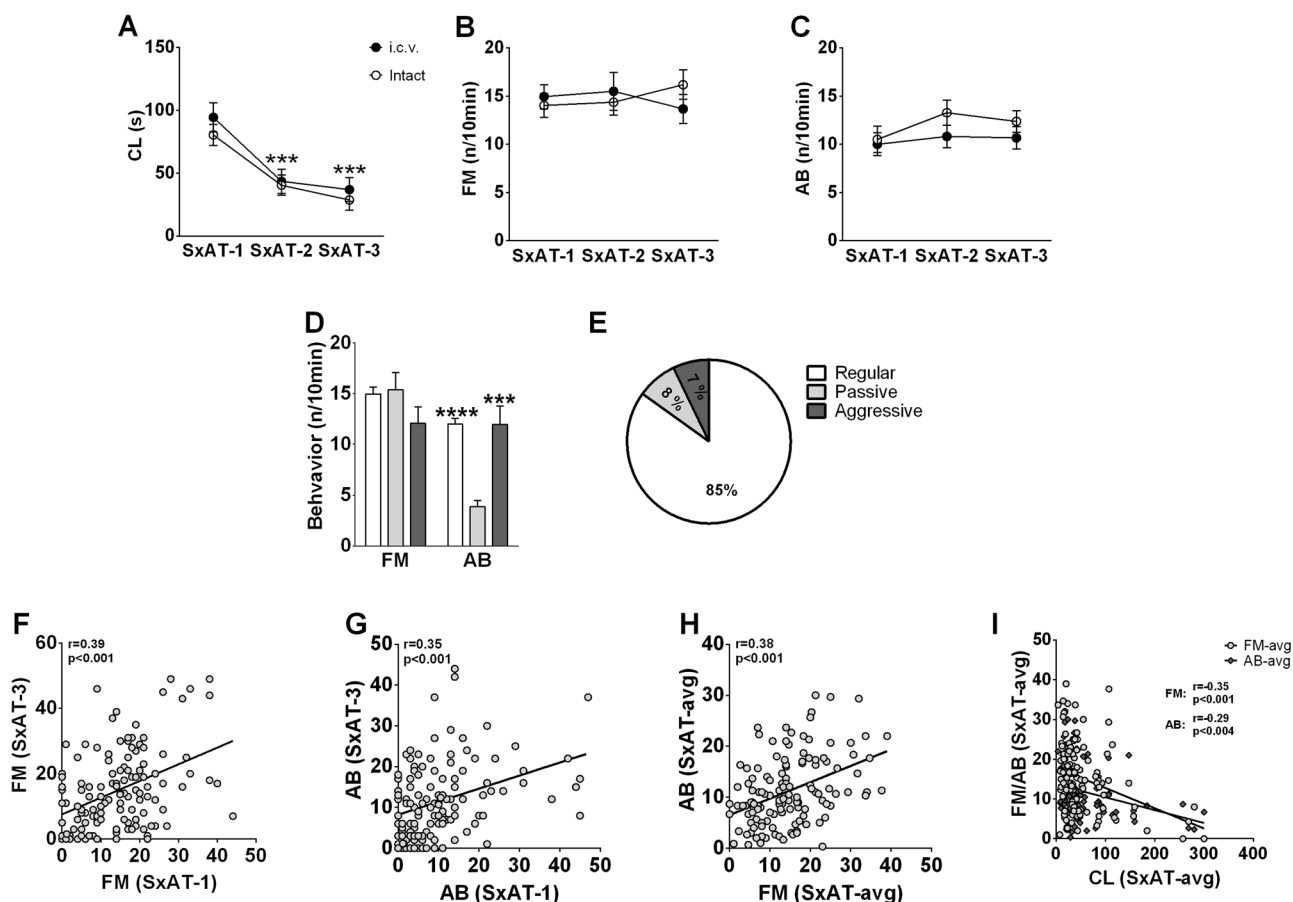 A
CL (s)
150
100
50
0
***
***
SxAT-1 SxAT-2 SxAT-3
i.c.v.
Intact
B
FM (n/10min)
20
15
10
5
0
SxAT-1 SxAT-2 SxAT-3
C
AB (n/10min)
20
15
10
5
0
SxAT-1 SxAT-2 SxAT-3
D
Behvavior (n/10min)
20
15
10
5
0
**** ***
FM AB
E
7 %
8 %
85%
Regular
Passive
Aggressive
F
r=0.39
p<0.001
FM (SxAT-3)
60
40
20
0
0 10 20 30 40 50
FM (SxAT-1)
G
r=0.35
p<0.001
AB (SxAT-3)
50
40
30
20
10
0
0 10 20 30 40 50
AB (SxAT-1)
H
r=0.38
p<0.001
AB (SxAT-avg)
40
30
20
10
0
0 10 20 30 40 50
FM (SxAT-avg)
I
FM-avg
AB-avg
FM: r=-0.35
p<0.001
AB: r=-0.29
p<0.004
FM/AB (SxAT-avg)
50
40
30
20
10
0
0 100 200 300 400
CL (SxAT-avg)